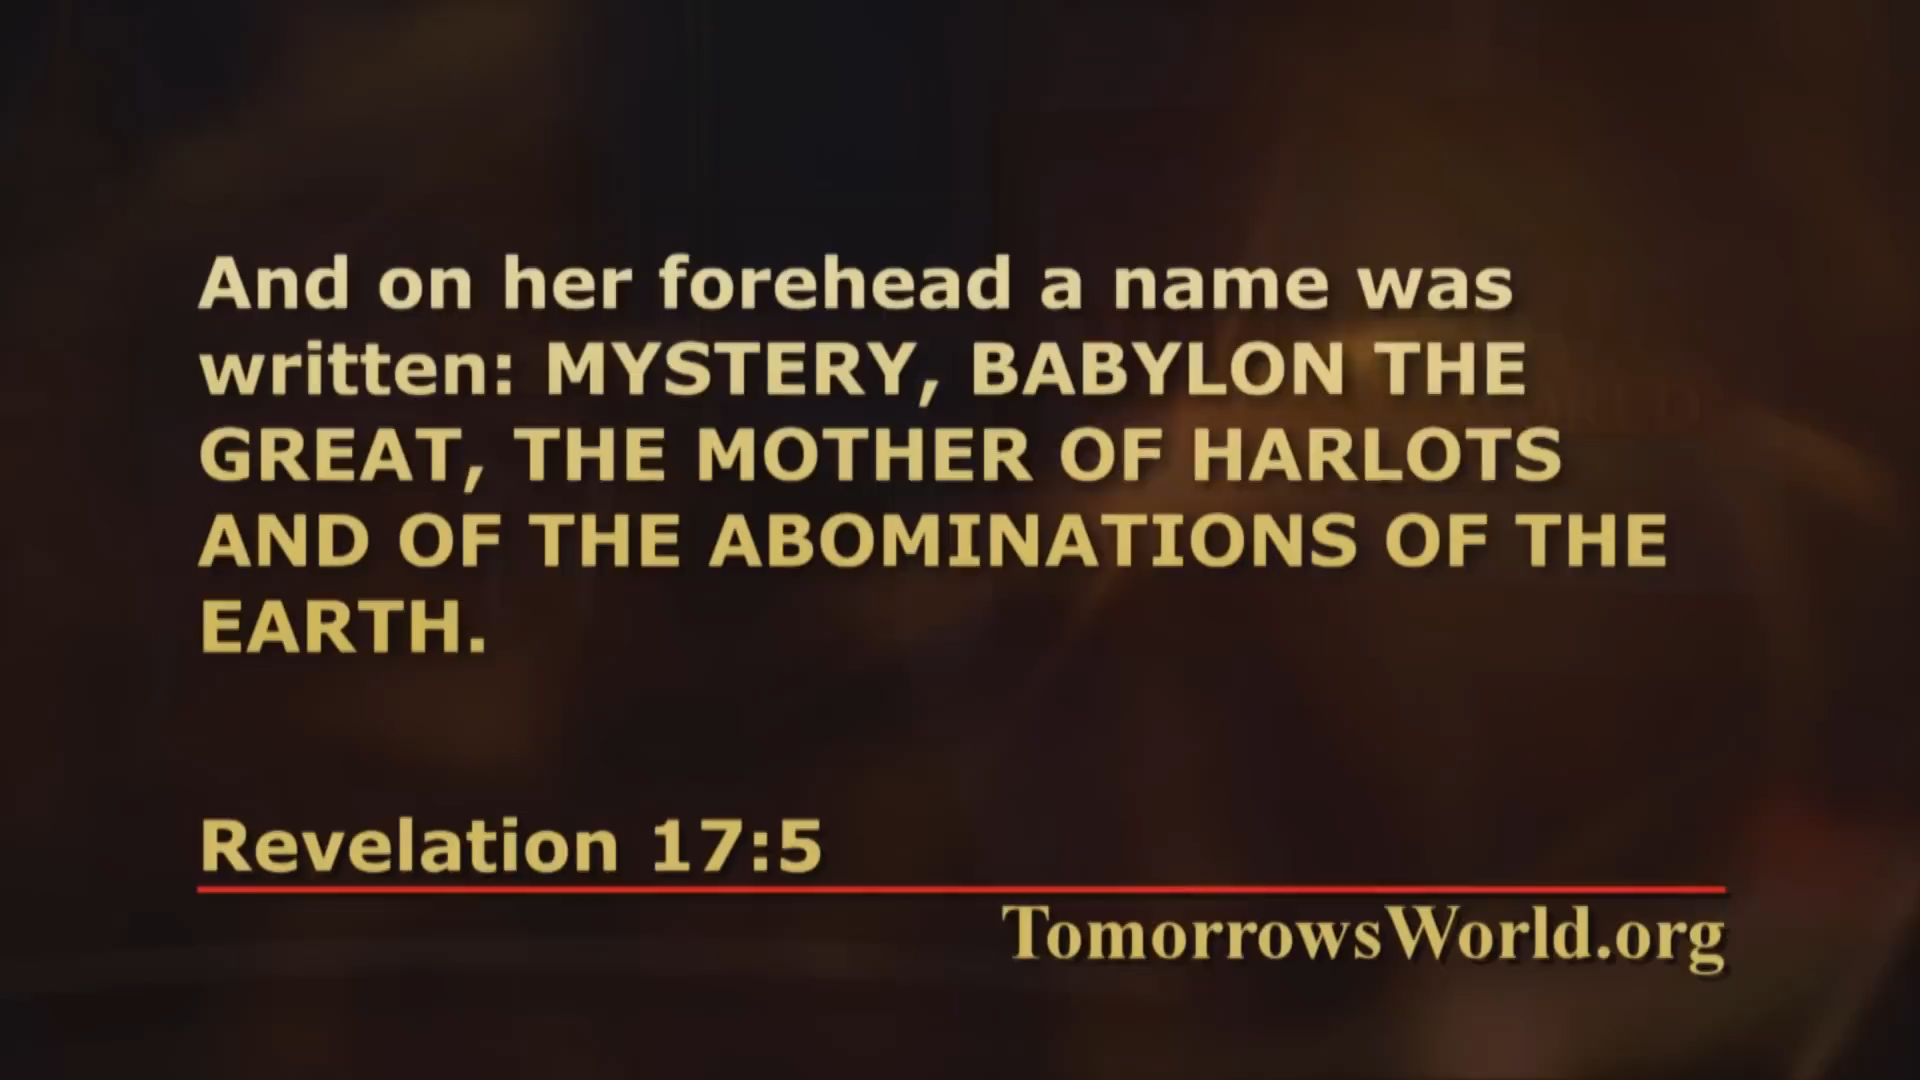 And on her forehead a name was
written: MYSTERY, BABYLON THE
GREAT, THE MOTHER OF HARLOTS
AND OF THE ABOMINATIONS OF THE
EARTH.
Revelation 17:5
TomorrowsWorld.org